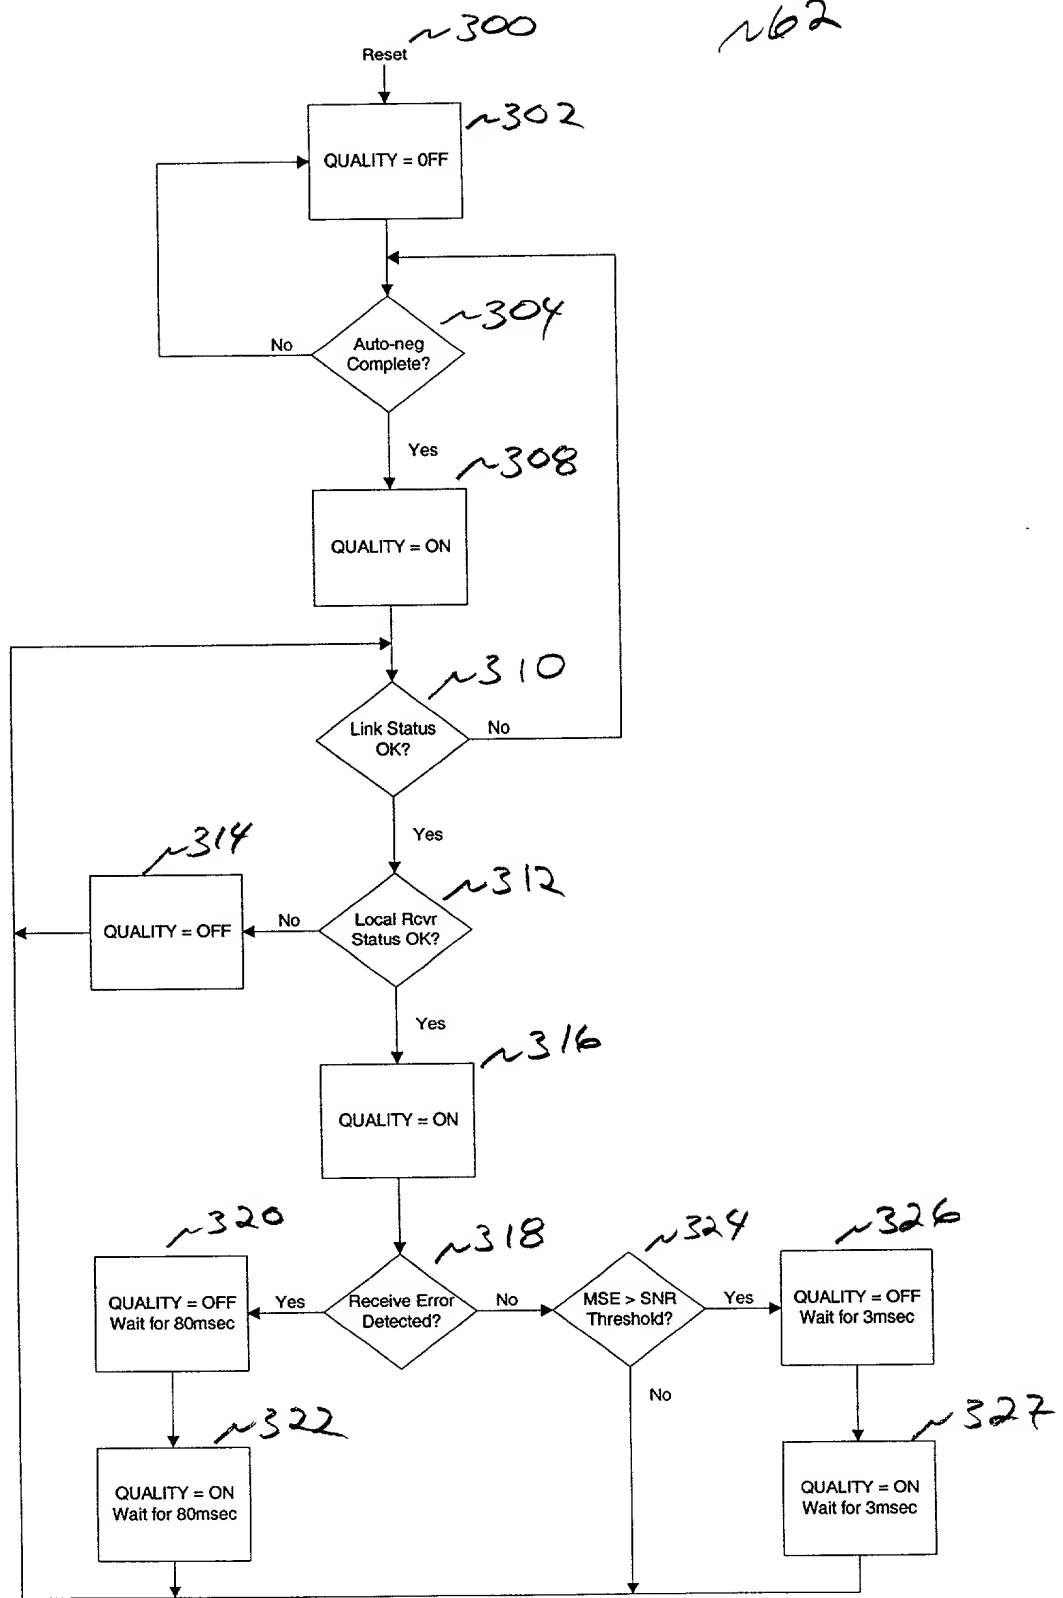 ~300
~62
Reset
~302
QUALITY = OFF
~304
Auto-neg
Complete?
No
Yes
~308
QUALITY = ON
~310
Link Status
OK?
No
Yes
~314
~312
QUALITY = OFF
No
Local Rcvr
Status OK?
Yes
~316
QUALITY = ON
~320
~318
~324
~326
QUALITY = OFF
Wait for 80msec
Yes
Receive Error
Detected?
No
MSE > SNR
Threshold?
Yes
QUALITY = OFF
Wait for 3msec
No
~322
~327
QUALITY = ON
Wait for 80msec
QUALITY = ON
Wait for 3msec